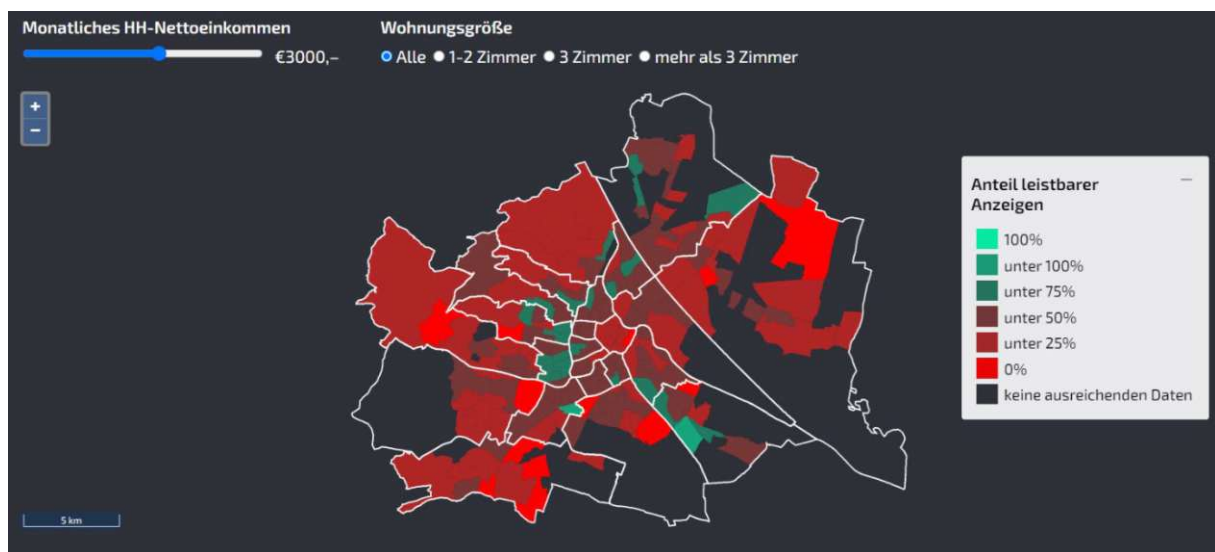 Monatliches HH-Nettoeinkommen
€3000,–
Wohnungsgröße
Alle 1-2 Zimmer 3 Zimmer mehr als 3 Zimmer
+
–
Anteil leistbarer
Anzeigen
–
100%
unter 100%
unter 75%
unter 50%
unter 25%
0%
keine ausreichenden Daten
5 km